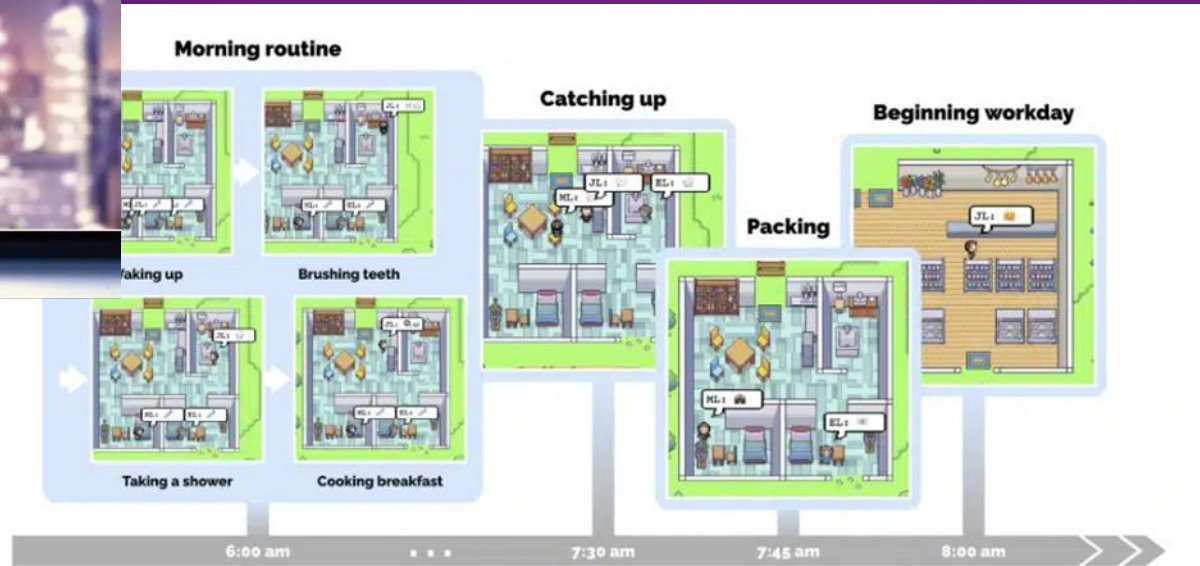 Morning routine
Catching up
Beginning workday
Packing
JL:
JL:
ML:
EL:
JL:
ML:
EL:
JL:
aking up
Brushing teeth
JL:
JL:
ML:
EL:
ML:
EL:
ML:
EL:
Taking a shower
Cooking breakfast
6:00 am
...
7:30 am
7:45 am
8:00 am